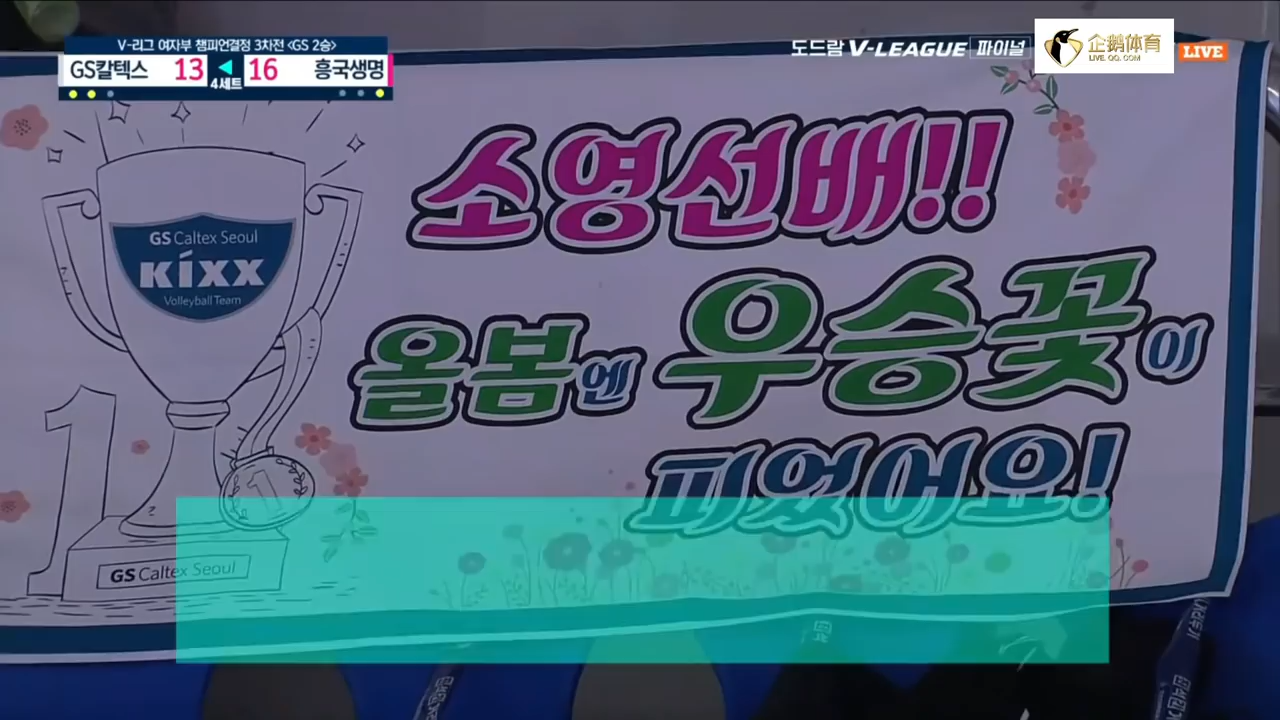 V-리그 여자부 챔피언결정 3차전 <GS 2승>
GS칼텍스 13 ◀ 16 흥국생명
4세트
도드람 V-LEAGUE 파이널
企鹅体育
LIVE.QQ.COM
LIVE
GS Caltex Seoul
KIXX
Volleyball Team
소영선배!!
올봄엔 우승꽃이
피었어요!
1
1
GS Caltex Seoul